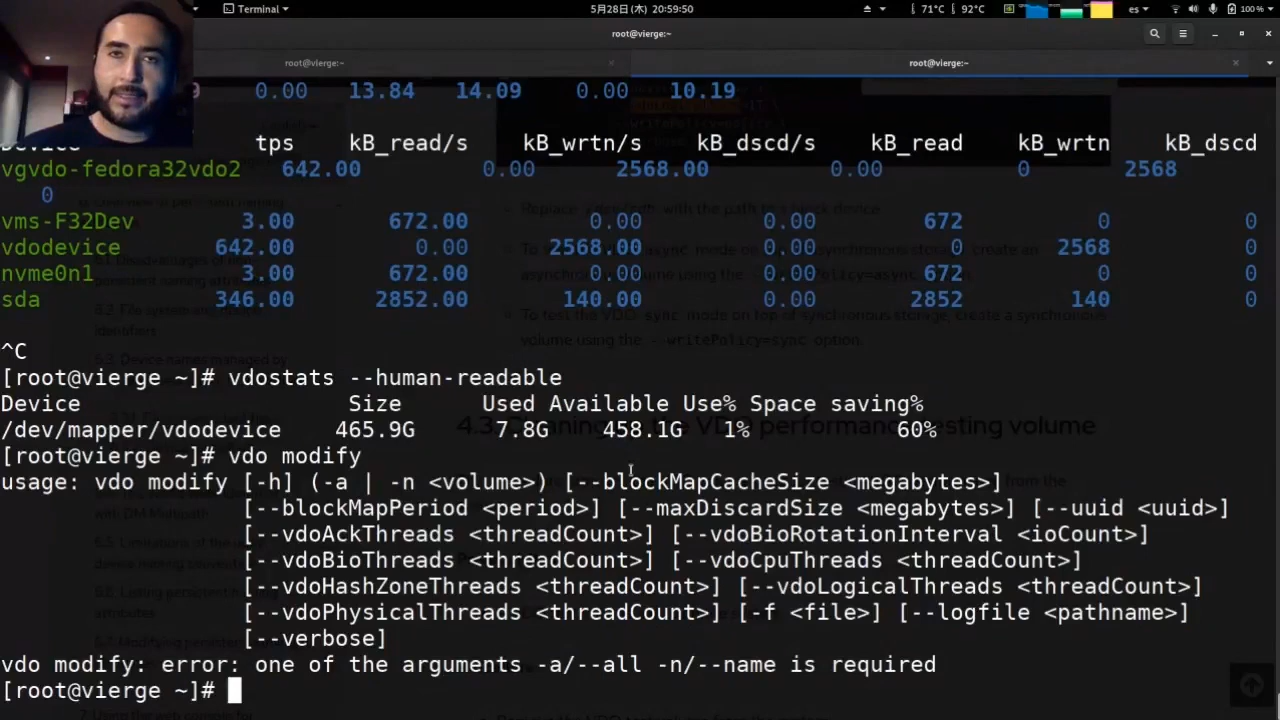 Terminal
5月28日(木) 20:59:50
71°C 92°C es 100 %
root@vierge:~
root@vierge:~ root@vierge:~
0.00 13.84 14.09 0.00 10.19
Device tps kB_read/s kB_wrtn/s kB_dscd/s kB_read kB_wrtn kB_dscd
vgvdo-fedora32vdo2 642.00 0.00 2568.00 0.00 0 2568
0
vms-F32Dev 3.00 672.00 0.00 0.00 672 0 0
vdodevice 642.00 0.00 2568.00 0.00 0 2568 0
nvme0n1 3.00 672.00 0.00 0.00 672 0 0
sda 346.00 2852.00 140.00 0.00 2852 140 0
^C
[root@vierge ~]# vdostats --human-readable
Device Size Used Available Use% Space saving%
/dev/mapper/vdodevice 465.9G 7.8G 458.1G 1% 60%
[root@vierge ~]# vdo modify
usage: vdo modify [-h] (-a | -n <volume>) [--blockMapCacheSize <megabytes>]
[--blockMapPeriod <period>] [--maxDiscardSize <megabytes>] [--uuid <uuid>]
[--vdoAckThreads <threadCount>] [--vdoBioRotationInterval <ioCount>]
[--vdoBioThreads <threadCount>] [--vdoCpuThreads <threadCount>]
[--vdoHashZoneThreads <threadCount>] [--vdoLogicalThreads <threadCount>]
[--vdoPhysicalThreads <threadCount>] [-f <file>] [--logfile <pathname>]
[--verbose]
vdo modify: error: one of the arguments -a/--all -n/--name is required
[root@vierge ~]#